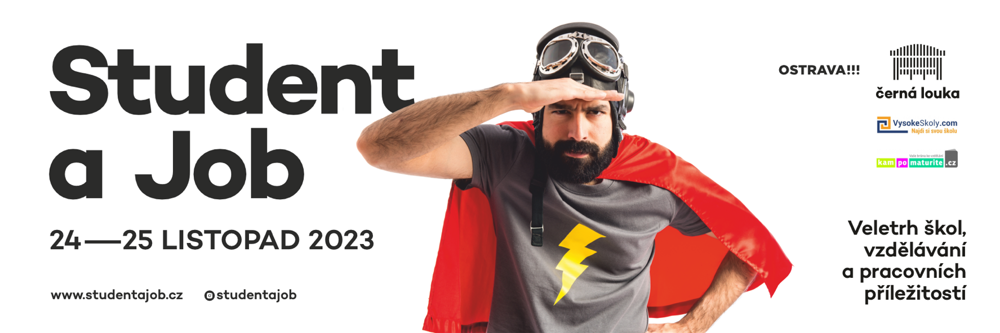 Student
a Job
24—25 LISTOPAD 2023
www.studentajob.cz
studentajob
OSTRAVA!!!
černá louka
VysokeSkoly.com
Najdi si svou školu
Vaše brána ke vzdělání
kam po maturite .cz
Veletrh škol,
vzdělávání
a pracovních
příležitostí